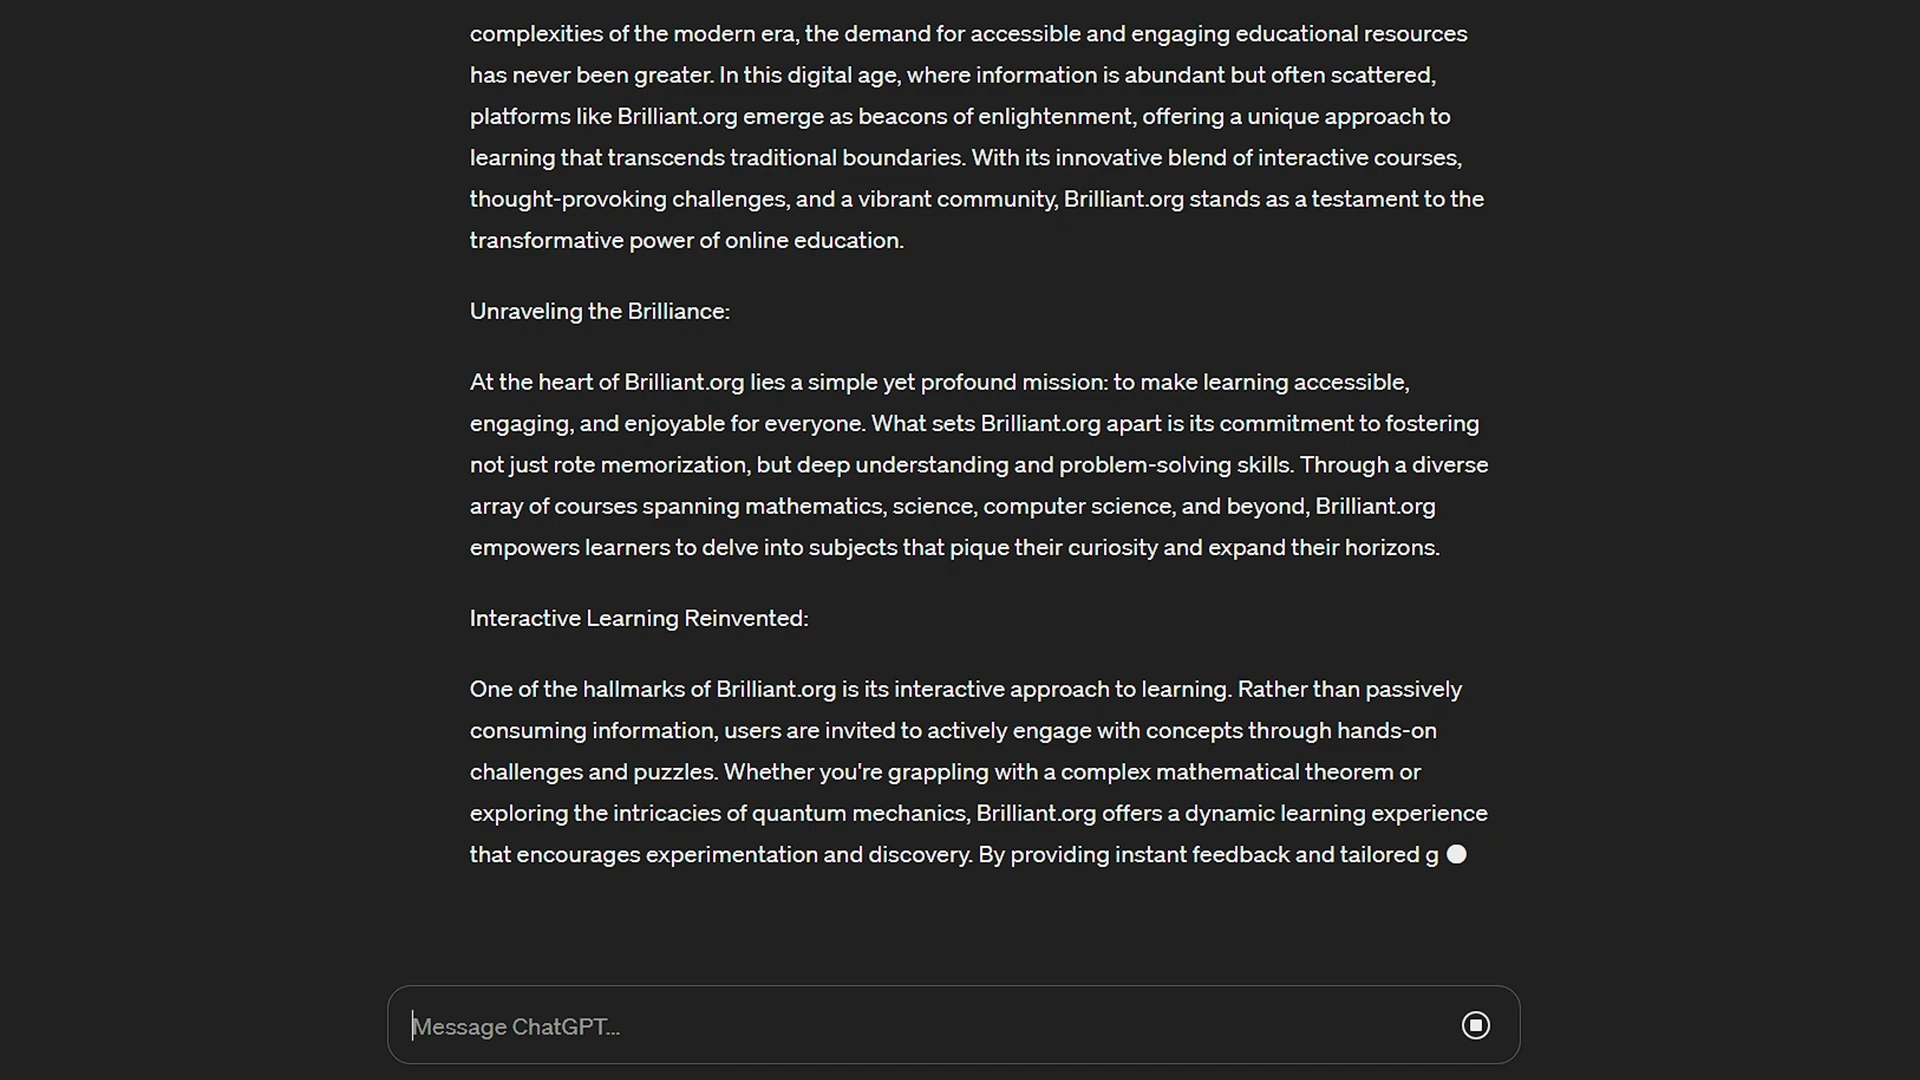 complexities of the modern era, the demand for accessible and engaging educational resources
has never been greater. In this digital age, where information is abundant but often scattered,
platforms like Brilliant.org emerge as beacons of enlightenment, offering a unique approach to
learning that transcends traditional boundaries. With its innovative blend of interactive courses,
thought-provoking challenges, and a vibrant community, Brilliant.org stands as a testament to the
transformative power of online education.
Unraveling the Brilliance:
At the heart of Brilliant.org lies a simple yet profound mission: to make learning accessible,
engaging, and enjoyable for everyone. What sets Brilliant.org apart is its commitment to fostering
not just rote memorization, but deep understanding and problem-solving skills. Through a diverse
array of courses spanning mathematics, science, computer science, and beyond, Brilliant.org
empowers learners to delve into subjects that pique their curiosity and expand their horizons.
Interactive Learning Reinvented:
One of the hallmarks of Brilliant.org is its interactive approach to learning. Rather than passively
consuming information, users are invited to actively engage with concepts through hands-on
challenges and puzzles. Whether you're grappling with a complex mathematical theorem or
exploring the intricacies of quantum mechanics, Brilliant.org offers a dynamic learning experience
that encourages experimentation and discovery. By providing instant feedback and tailored g
Message ChatGPT...